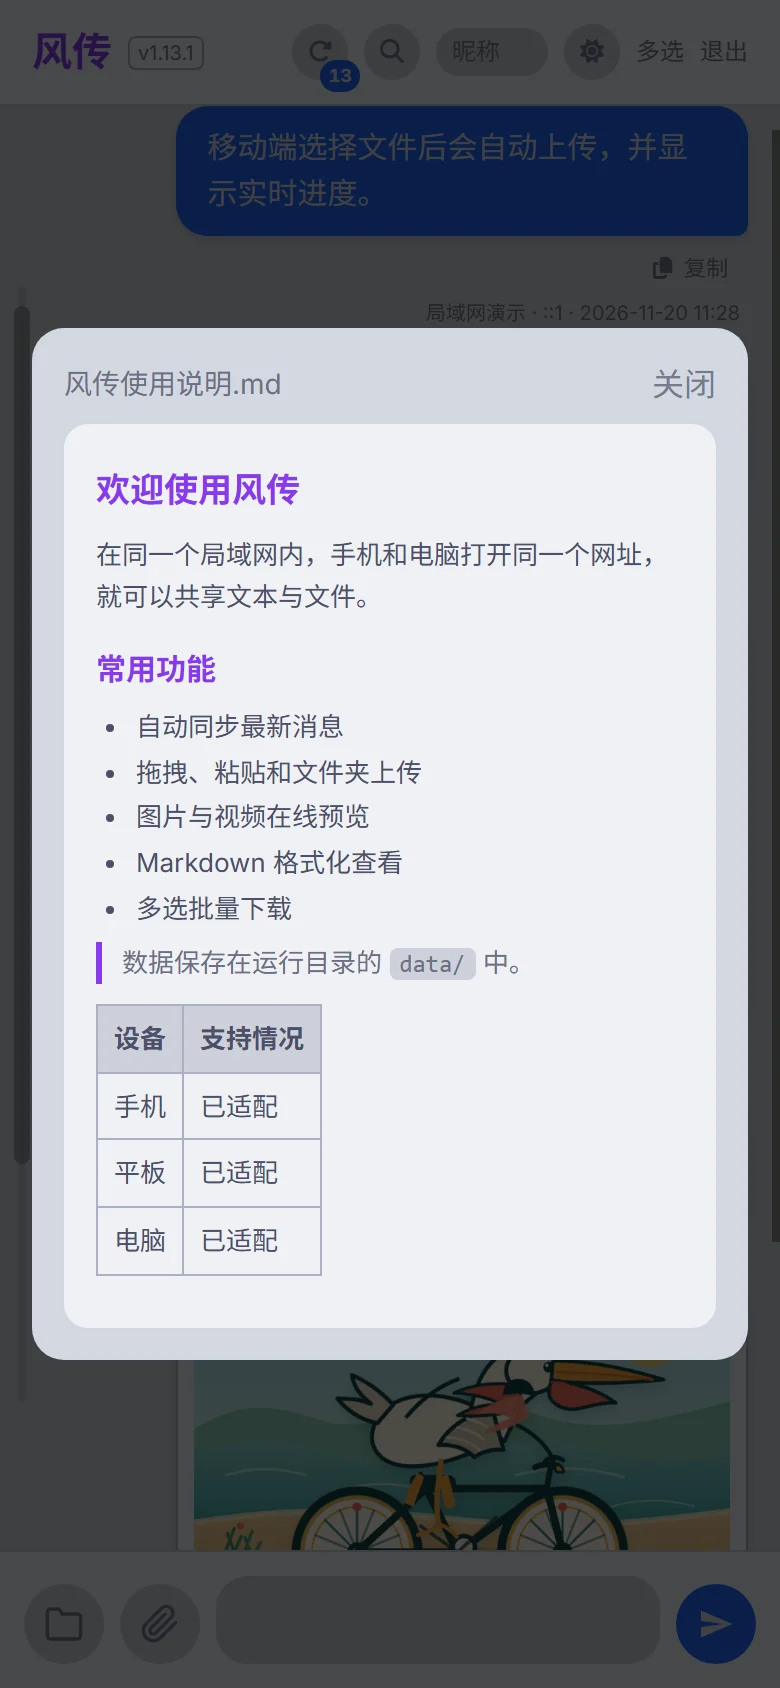 风传 v1.13.1 13 昵称 多选 退出
移动端选择文件后会自动上传，并显
示实时进度。
复制
局域网演示 · ::1 · 2026-11-20 11:28
风传使用说明.md 关闭
欢迎使用风传
在同一个局域网内，手机和电脑打开同一个网址，
就可以共享文本与文件。
常用功能
• 自动同步最新消息
• 拖拽、粘贴和文件夹上传
• 图片与视频在线预览
• Markdown 格式化查看
• 多选批量下载
数据保存在运行目录的 data/ 中。
设备 支持情况
手机 已适配
平板 已适配
电脑 已适配